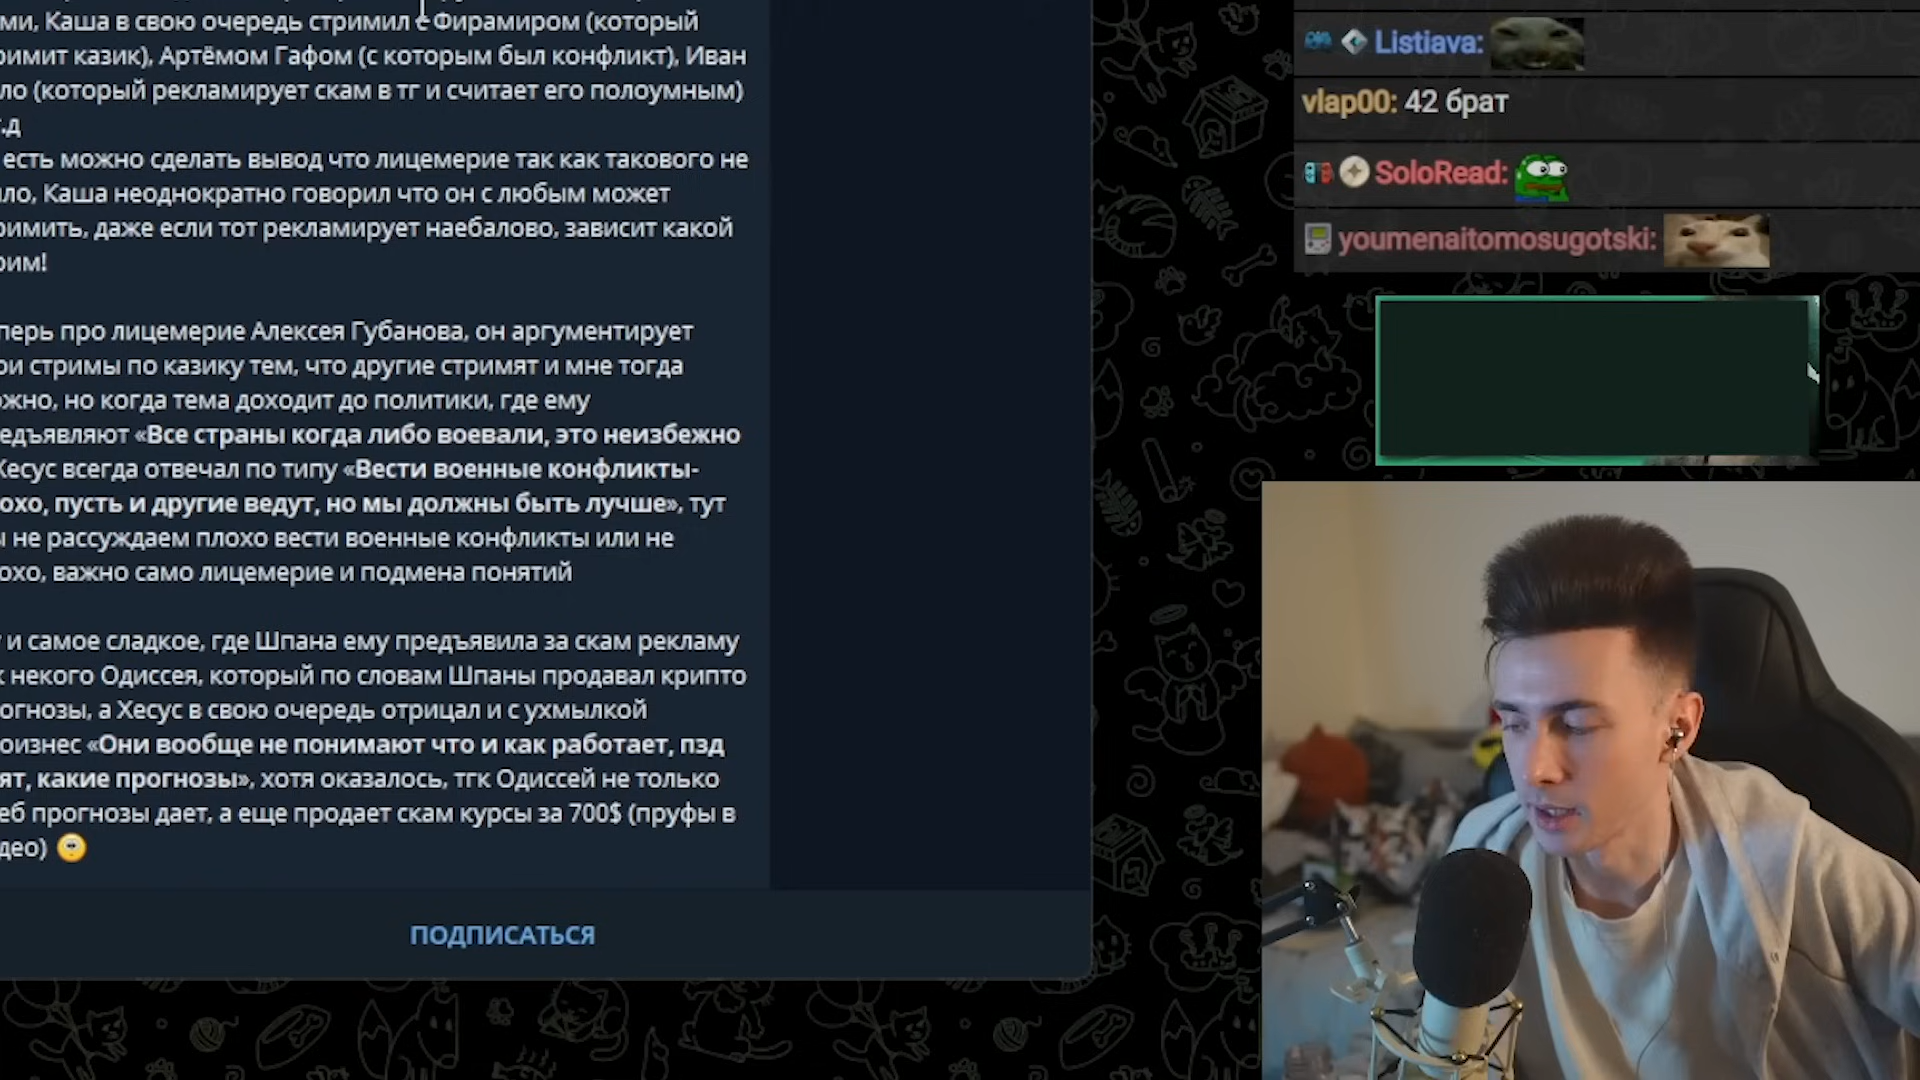 ми, Каша в свою очередь стримил с Фирамиром (который
римит казик), Артёмом Гафом (с которым был конфликт), Иван
ло (который рекламирует скам в тг и считает его полоумным)
.д
есть можно сделать вывод что лицемерие так как такового не
ло, Каша неоднократно говорил что он с любым может
римить, даже если тот рекламирует наебалово, зависит какой
рим!
перь про лицемерие Алексея Губанова, он аргументирует
ои стримы по казику тем, что другие стримят и мне тогда
жно, но когда тема доходит до политики, где ему
едъявляют «Все страны когда либо воевали, это неизбежно
Хесус всегда отвечал по типу «Вести военные конфликты-
охо, пусть и другие ведут, но мы должны быть лучше», тут
ы не рассуждаем плохо вести военные конфликты или не
охо, важно само лицемерие и подмена понятий
и самое сладкое, где Шпана ему предъявила за скам рекламу
к некого Одиссея, который по словам Шпаны продавал крипто
огнозы, а Хесус в свою очередь отрицал и с ухмылкой
оизнес «Они вообще не понимают что и как работает, пзд
ят, какие прогнозы», хотя оказалось, тгк Одиссей не только
еб прогнозы дает, а еще продает скам курсы за 700$ (пруфы в
део)
ПОДПИСАТЬСЯ
Listiava:
vlap00: 42 брат
SoloRead:
youmenaitomosugotski: